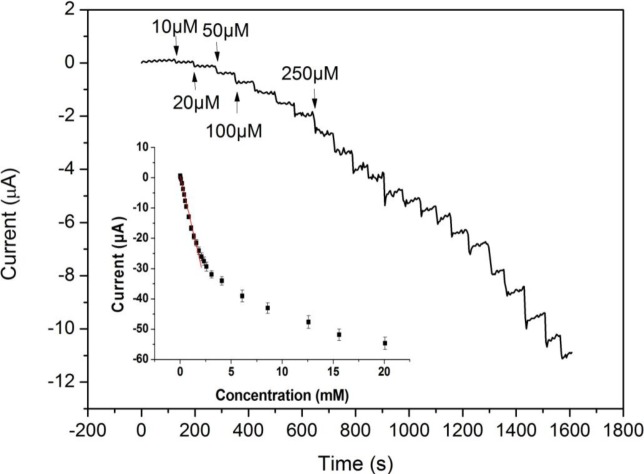 2
0
-2
-4
-6
-8
-10
-12
Current (µA)
10µM
50µM
20µM
100µM
250µM
10
0
-10
-20
-30
-40
-50
-60
Current (µA)
0 5 10 15 20
Concentration (mM)
-200 0 200 400 600 800 1000 1200 1400 1600 1800
Time (s)